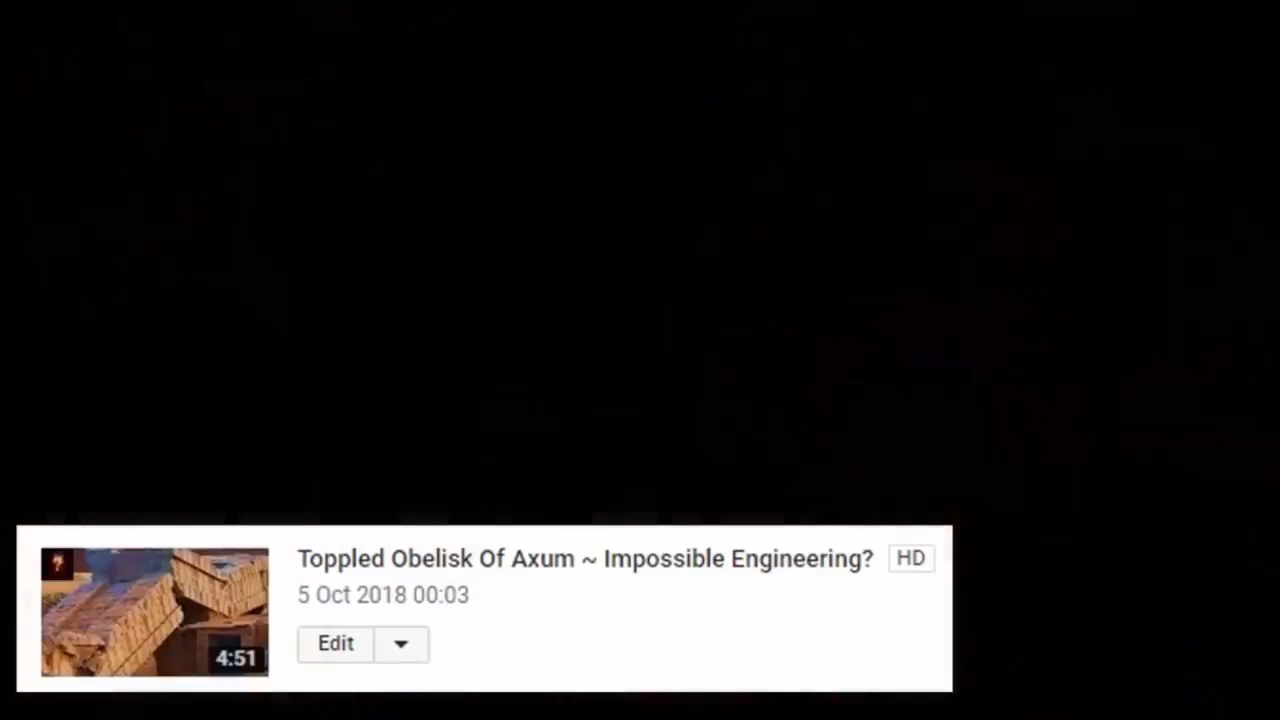 Toppled Obelisk Of Axum ~ Impossible Engineering? HD
5 Oct 2018 00:03
Edit
4:51